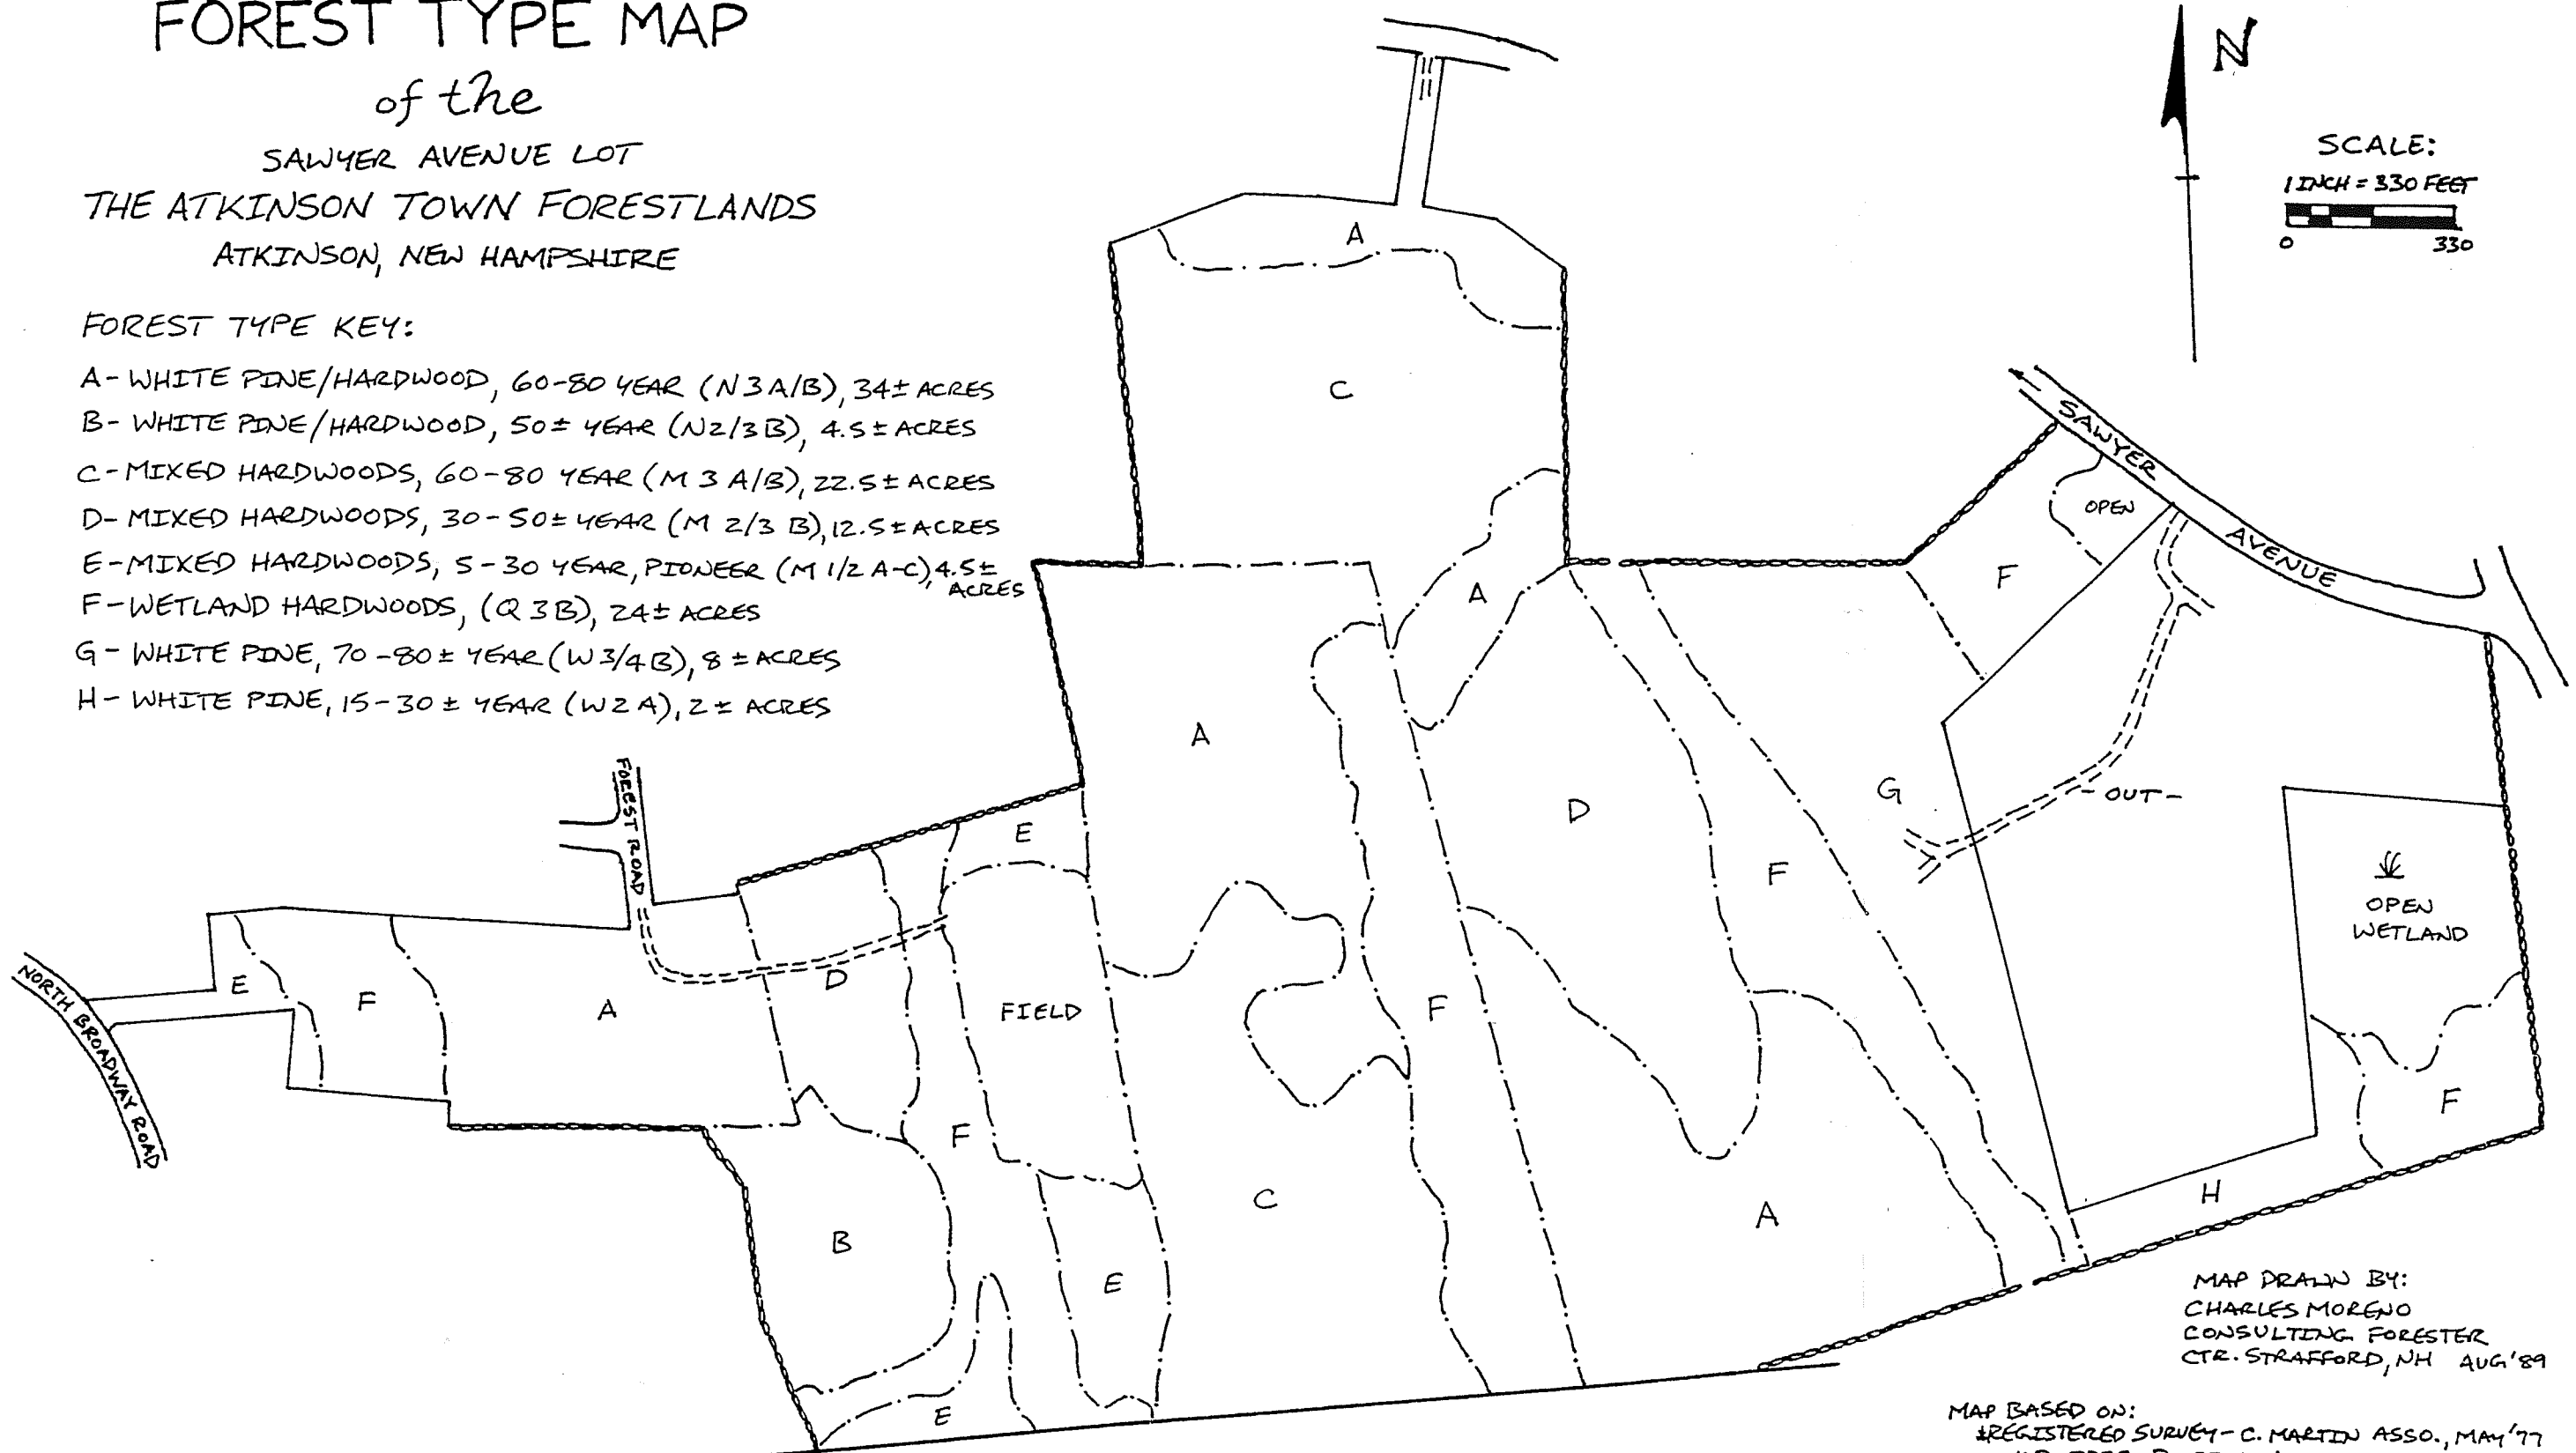 FOREST TYPE MAP
of the
SAWYER AVENUE LOT
THE ATKINSON TOWN FORESTLANDS
ATKINSON, NEW HAMPSHIRE
FOREST TYPE KEY:
A- WHITE PINE/HARDWOOD, 60-80 YEAR (N 3 A/B), 34± ACRES
B- WHITE PINE/HARDWOOD, 50± YEAR (N2/3 B), 4.5± ACRES
C- MIXED HARDWOODS, 60-80 YEAR (M 3 A/B), 22.5± ACRES
D- MIXED HARDWOODS, 30-50± YEAR (M 2/3 B), 12.5± ACRES
E- MIXED HARDWOODS, 5-30 YEAR, PIONEER (M 1/2 A-C), 4.5±
ACRES
F- WETLAND HARDWOODS, (Q 3 B), 24± ACRES
G- WHITE PINE, 70-80± YEAR (W 3/4 B), 8± ACRES
H- WHITE PINE, 15-30± YEAR (W 2 A), 2± ACRES
N
SCALE:
1 INCH = 330 FEET
0 330
A
C
A
SAWYER
AVENUE
OPEN
F
A
D
G
-OUT-
F
FOREST ROAD
E
OPEN
WETLAND
E
F
A
D
FIELD
F
NORTH BROADWAY ROAD
F
F
B
C
A
H
E
E
MAP DRAWN BY:
CHARLES MORENO
CONSULTING FORESTER
CTR. STRAFFORD, NH AUG '89
MAP BASED ON:
*REGISTERED SURVEY- C. MARTIN ASSO., MAY '77